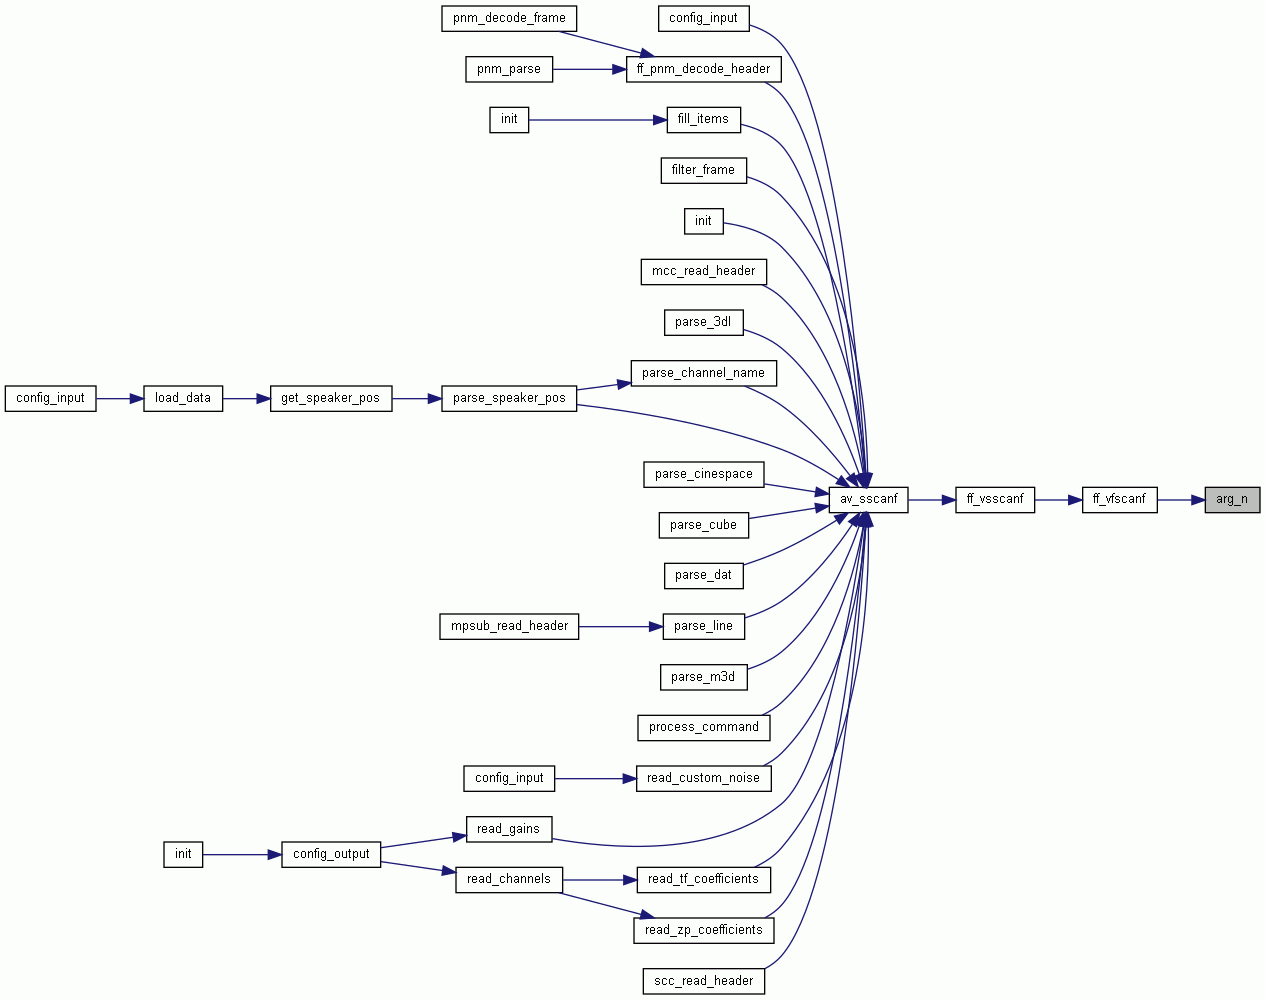 pnm_decode_frame
config_input
pnm_parse
ff_pnm_decode_header
init
fill_items
filter_frame
init
mcc_read_header
parse_3dl
parse_channel_name
config_input
load_data
get_speaker_pos
parse_speaker_pos
parse_cinespace
av_sscanf
ff_vsscanf
ff_vfscanf
arg_n
parse_cube
parse_dat
mpsub_read_header
parse_line
parse_m3d
process_command
config_input
read_custom_noise
read_gains
init
config_output
read_channels
read_tf_coefficients
read_zp_coefficients
scc_read_header